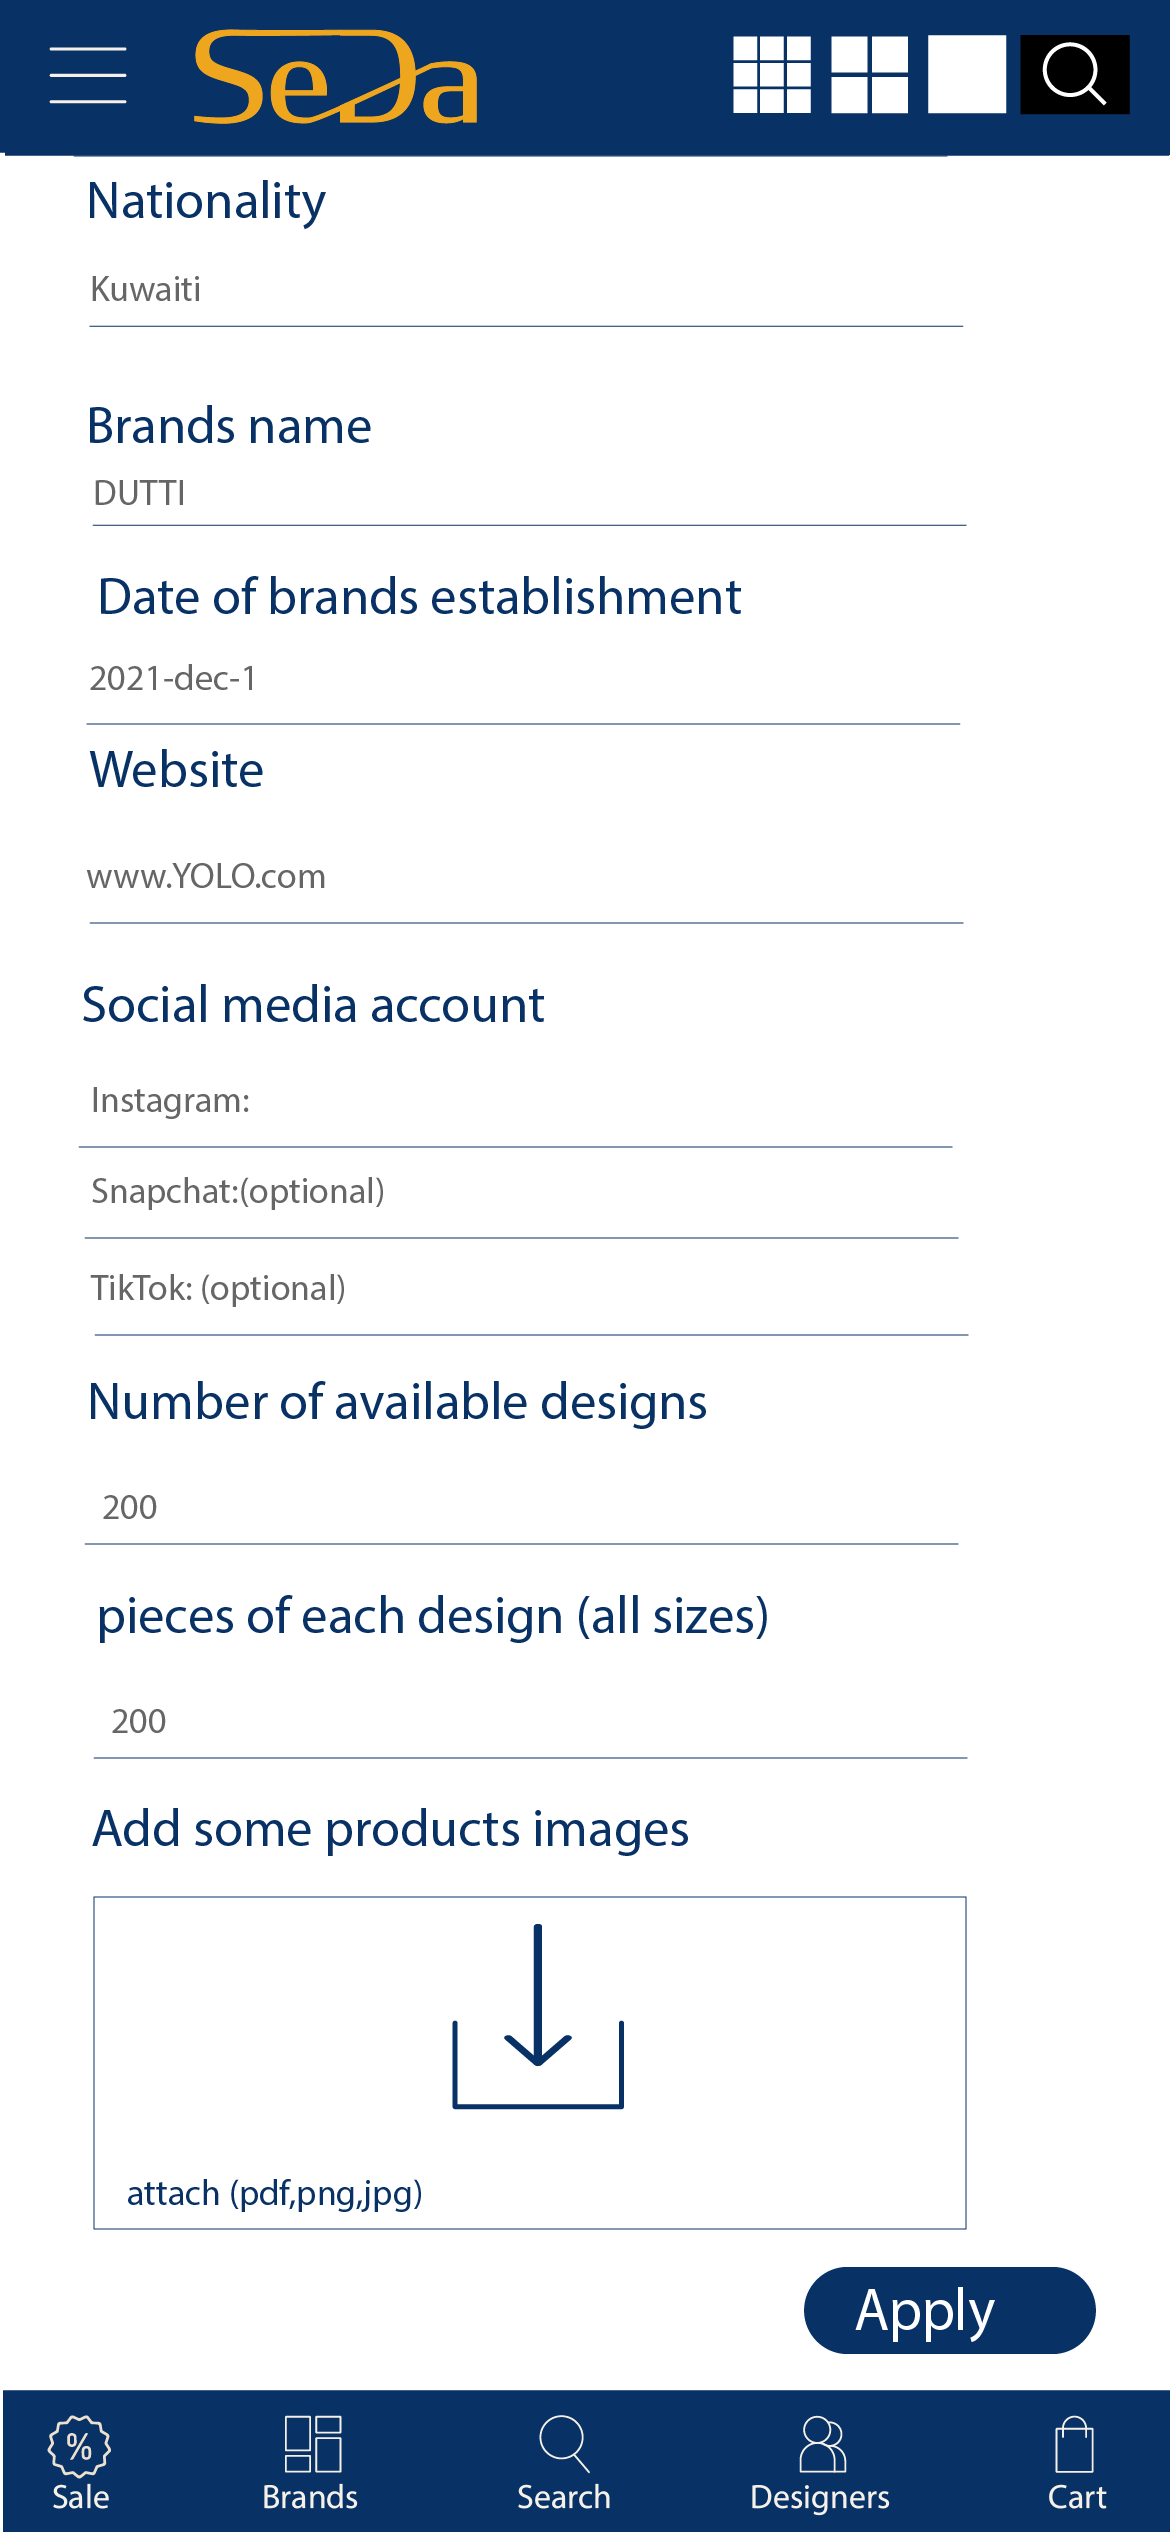 SeDa
Nationality
Kuwaiti
Brands name
DUTTI
Date of brands establishment
2021-dec-1
Website
www.YOLO.com
Social media account
Instagram:
Snapchat:(optional)
TikTok: (optional)
Number of available designs
200
pieces of each design (all sizes)
200
Add some products images
attach (pdf,png,jpg)
Apply
%
Sale Brands Search Designers Cart